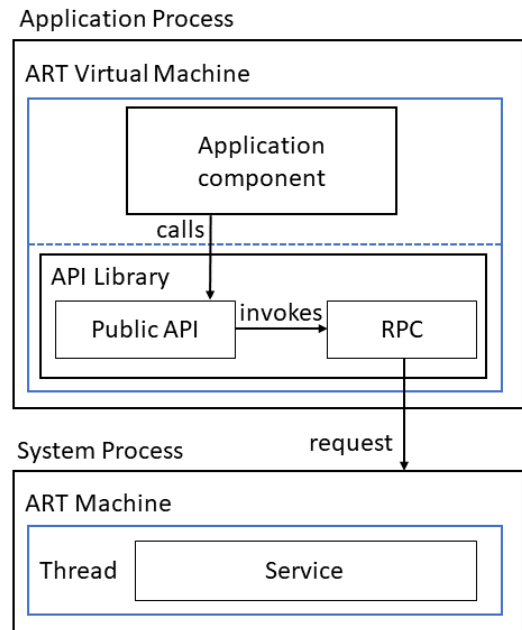 Application Process
ART Virtual Machine
Application
component
calls
API Library
Public API
invokes
RPC
request
System Process
ART Machine
Thread
Service